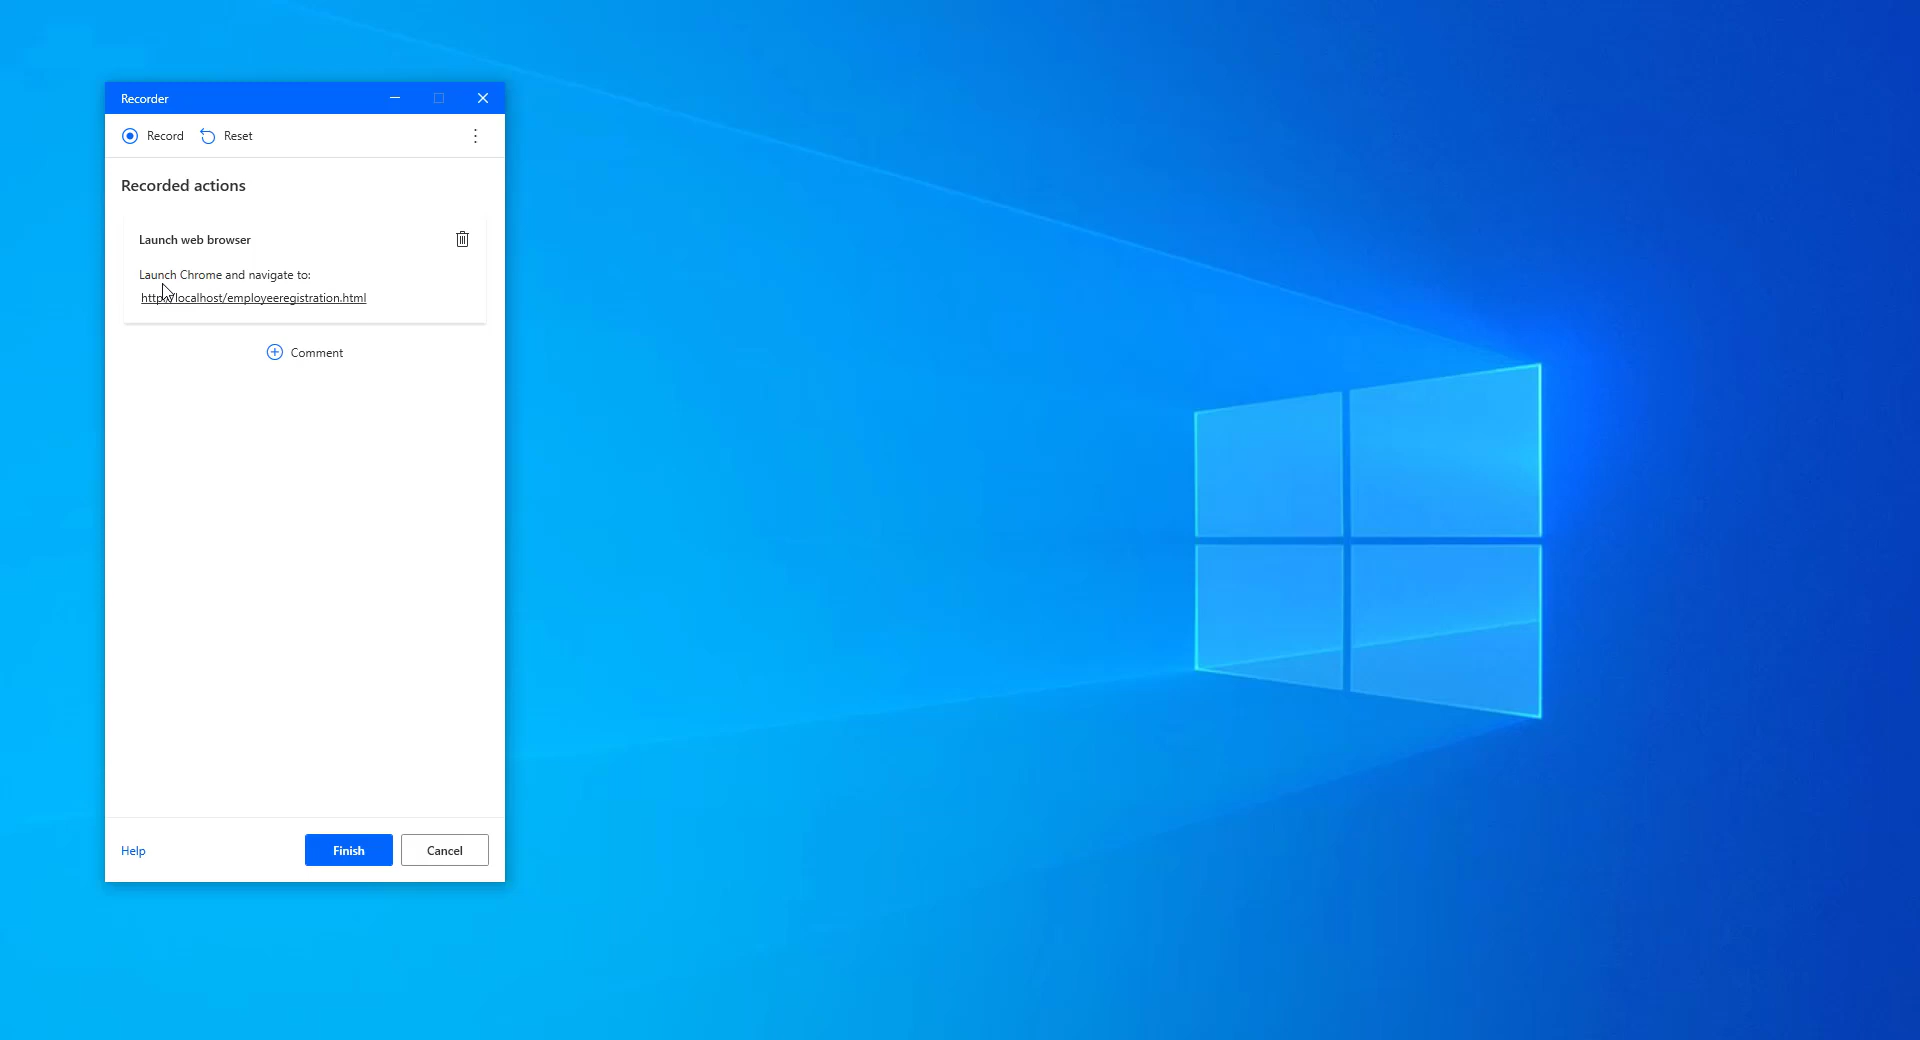 Recorder
Record Reset
Recorded actions
Launch web browser
Launch Chrome and navigate to:
http://localhost/employeeregistration.html
Comment
Help Finish Cancel